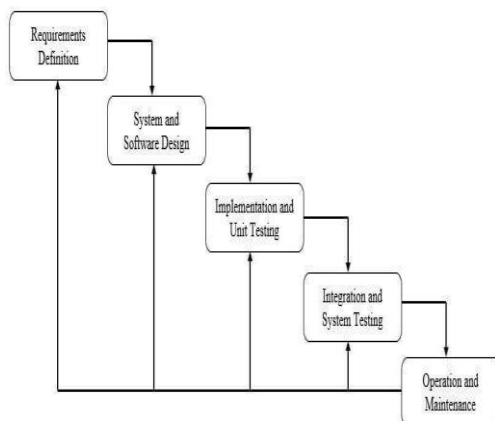 Requirements
Definition
System and
Software Design
Implementation and
Unit Testing
Integration and
System Testing
Operation and
Maintenance